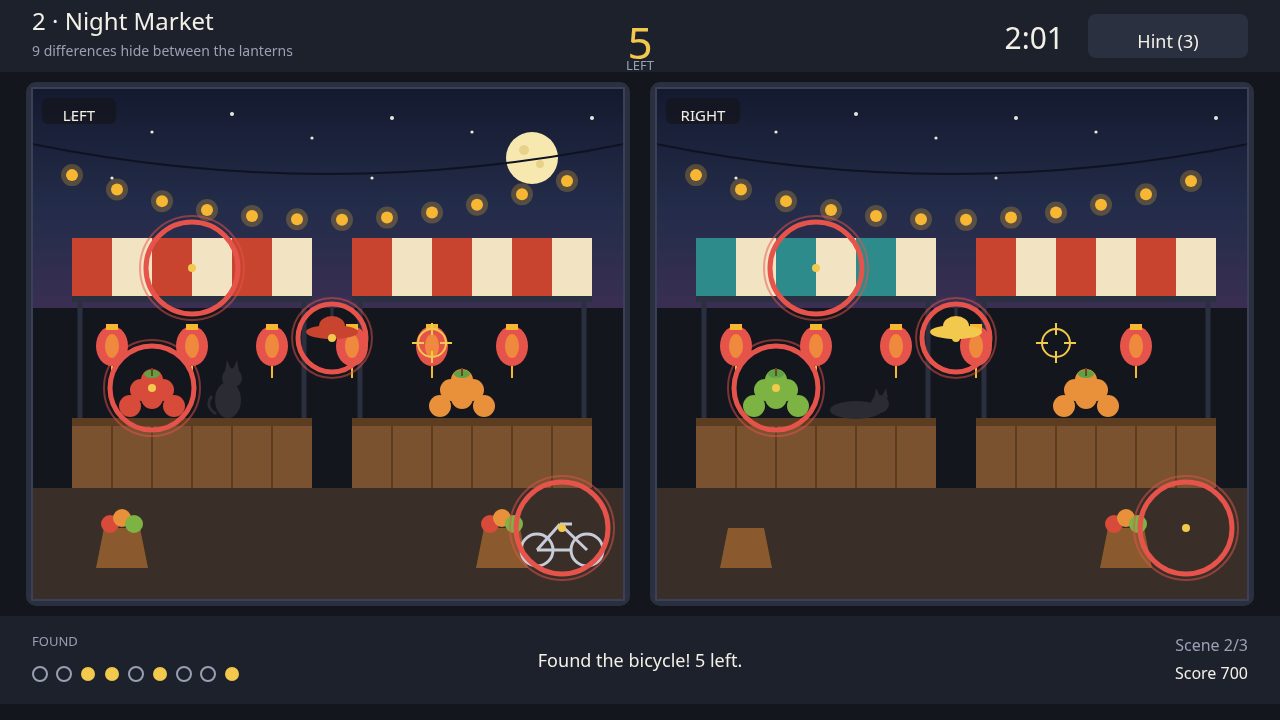 2 · Night Market
9 differences hide between the lanterns
5
LEFT
2:01
Hint (3)
LEFT
RIGHT
FOUND
Found the bicycle! 5 left.
Scene 2/3
Score 700